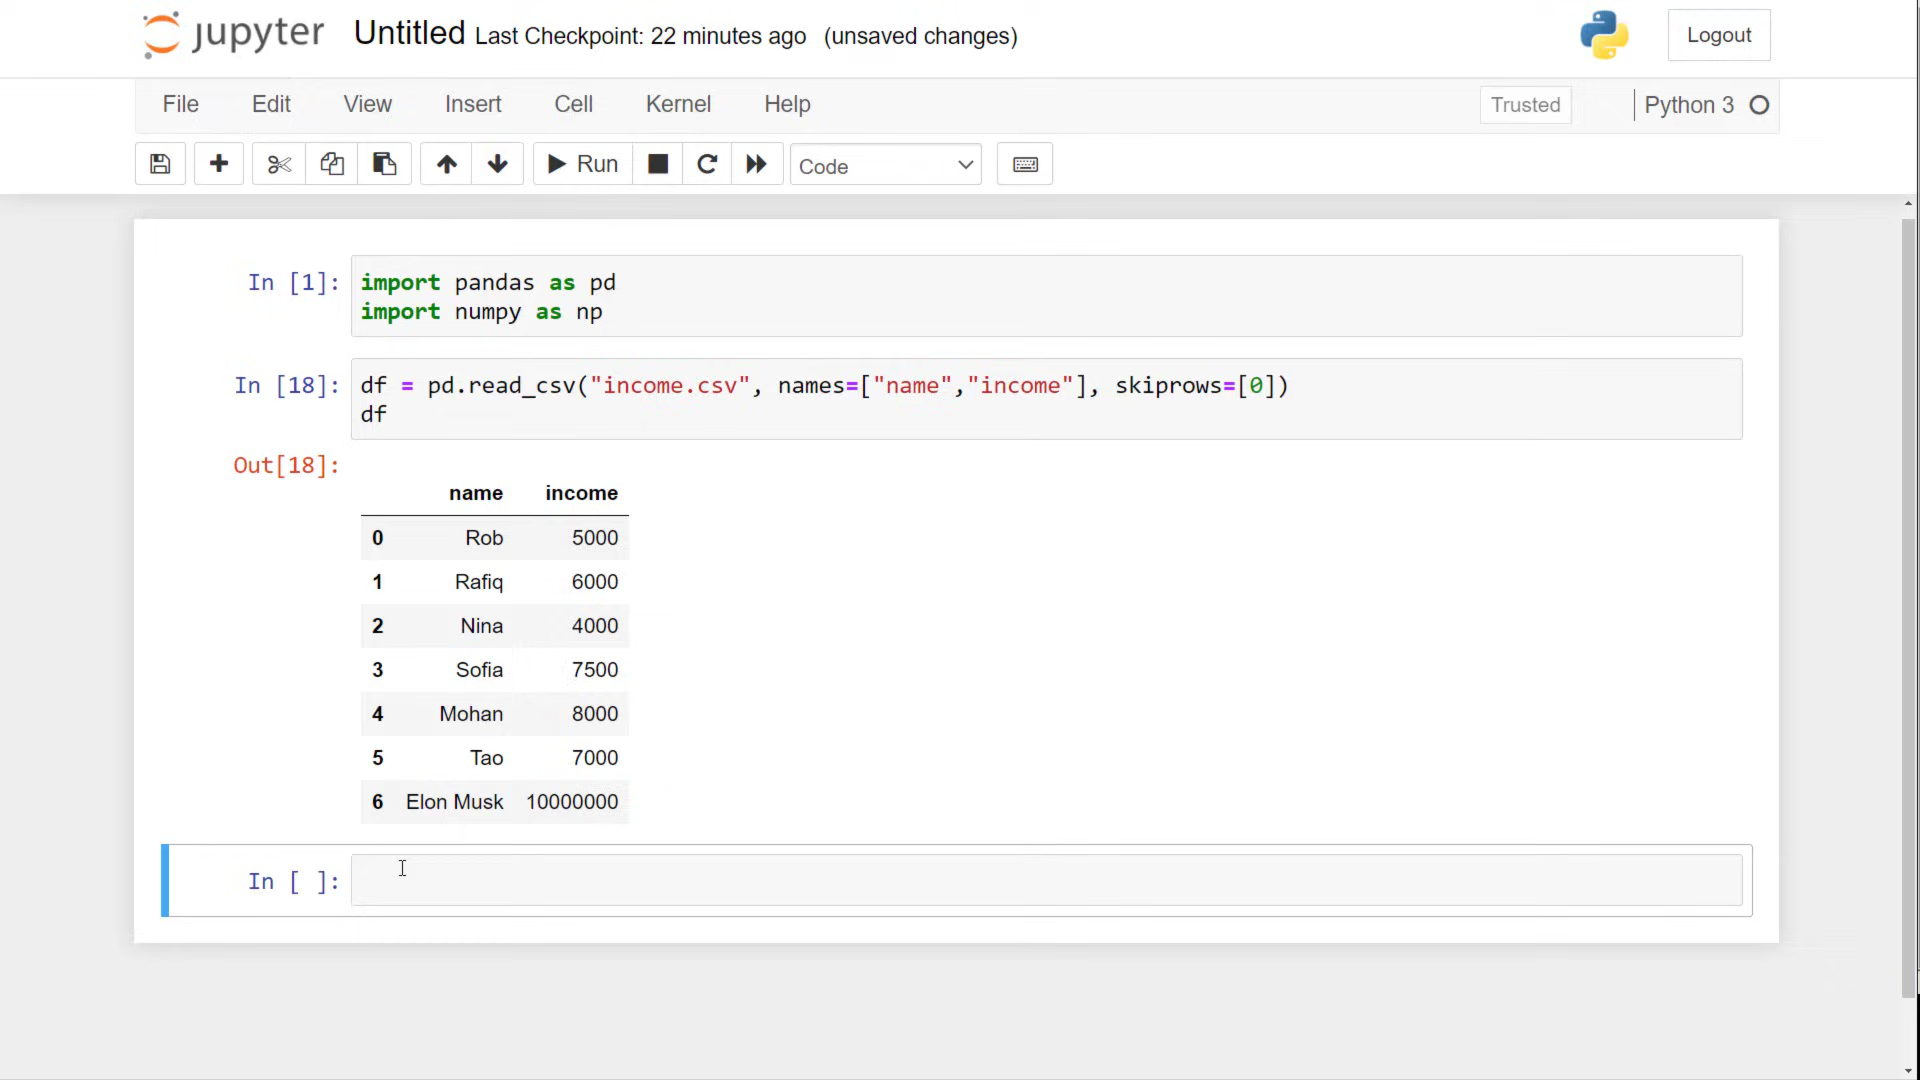 jupyter Untitled Last Checkpoint: 22 minutes ago (unsaved changes) Logout
File Edit View Insert Cell Kernel Help Trusted Python 3
Run Code
In [1]: import pandas as pd
import numpy as np
In [18]: df = pd.read_csv("income.csv", names=["name","income"], skiprows=[0])
df
Out[18]:
name income
0 Rob 5000
1 Rafiq 6000
2 Nina 4000
3 Sofia 7500
4 Mohan 8000
5 Tao 7000
6 Elon Musk 10000000
In [ ]: